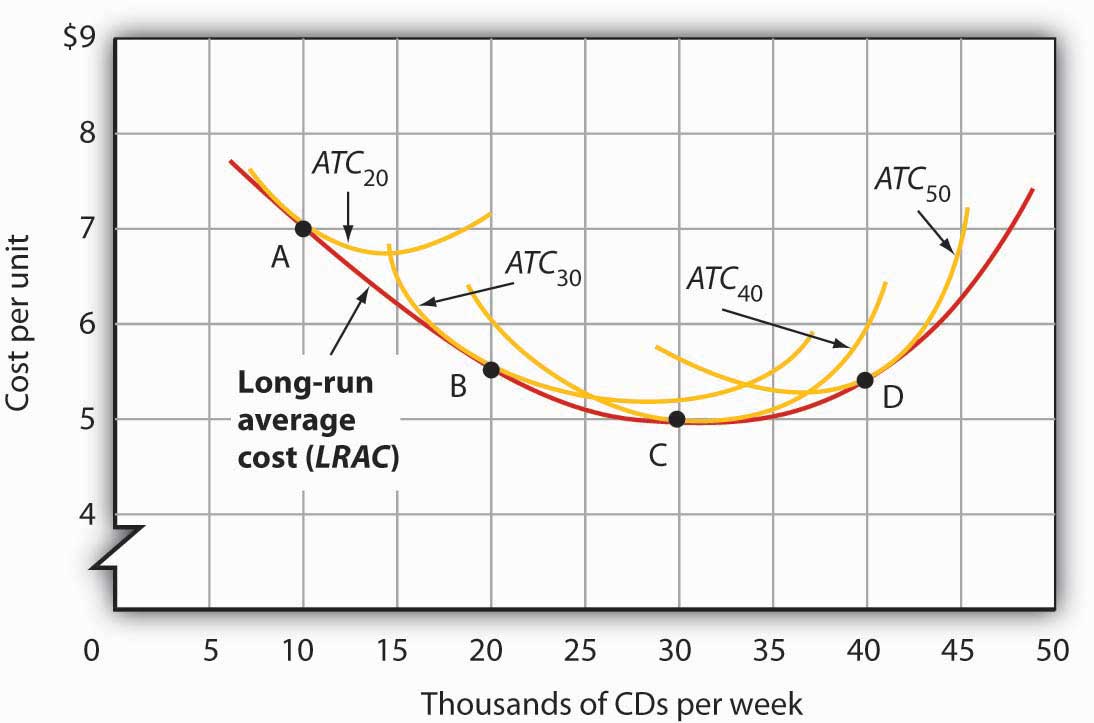 $9
8
7
6
5
4
Cost per unit
ATC20
A
ATC30
B
Long-run
average
cost (LRAC)
ATC40
C
ATC50
D
0 5 10 15 20 25 30 35 40 45 50
Thousands of CDs per week